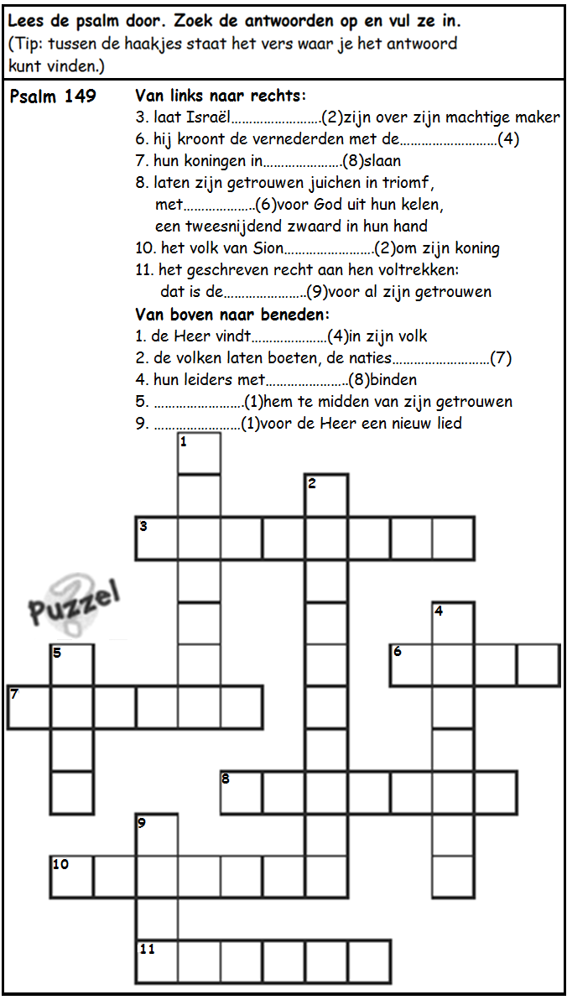 Lees de psalm door. Zoek de antwoorden op en vul ze in.
(Tip: tussen de haakjes staat het vers waar je het antwoord
kunt vinden.)
Psalm 149
Van links naar rechts:
3. laat Israël……………………(2)zijn over zijn machtige maker
6. hij kroont de vernederden met de………………………(4)
7. hun koningen in………………….(8)slaan
8. laten zijn getrouwen juichen in triomf,
met………………..(6)voor God uit hun kelen,
een tweesnijdend zwaard in hun hand
10. het volk van Sion…………………….(2)om zijn koning
11. het geschreven recht aan hen voltrekken:
dat is de…………………..(9)voor al zijn getrouwen
Van boven naar beneden:
1. de Heer vindt…………………(4)in zijn volk
2. de volken laten boeten, de naties………………………(7)
4. hun leiders met…………………..(8)binden
5. …………………….(1)hem te midden van zijn getrouwen
9. ……………………(1)voor de Heer een nieuw lied
1
2
3
Puzzel
4
5
6
7
8
9
10
11